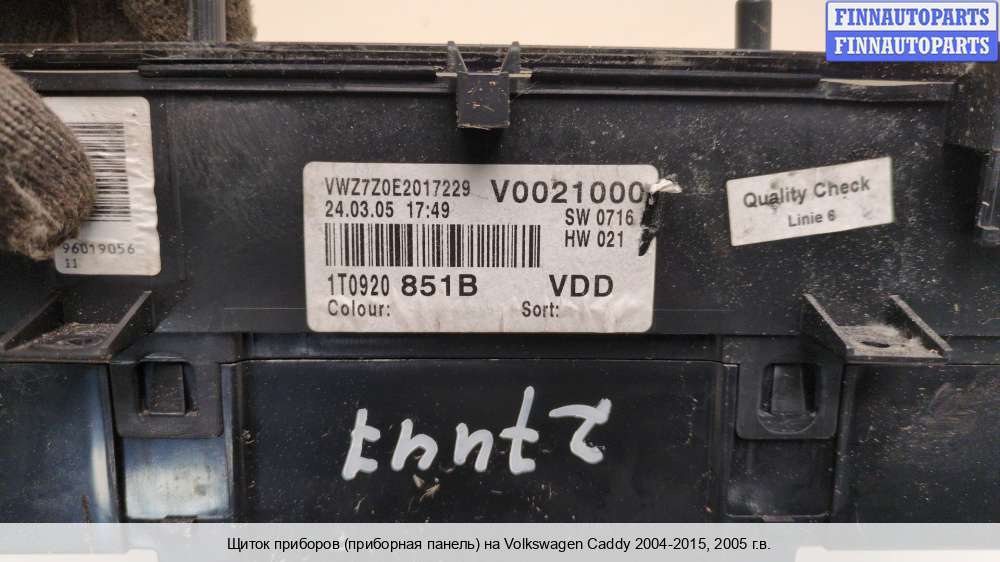 FINNAUTOPARTS
FINNAUTOPARTS
VWZ7Z0E2017229 V0021000
24.03.05 17:49 SW 0716
HW 021
1T0920 851B VDD
Colour: Sort:
Quality Check
Linie 6
96019056
11
2747
Щиток приборов (приборная панель) на Volkswagen Caddy 2004-2015, 2005 г.в.